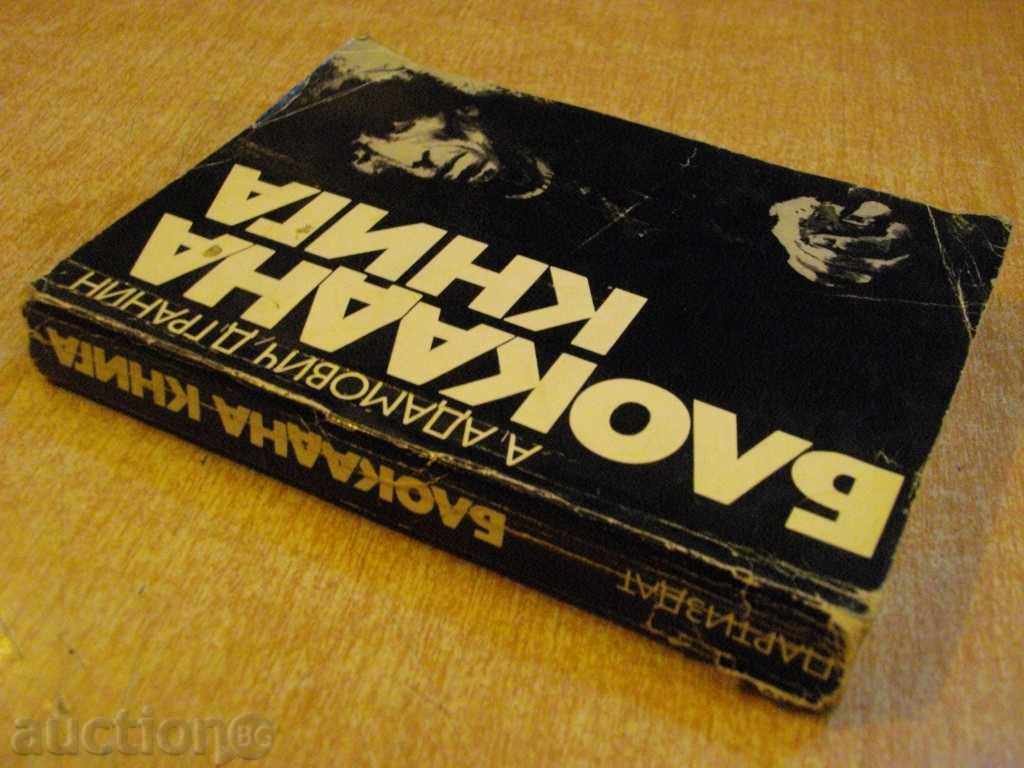 А. АДАМОВИЧ, Д. ГРАНИН
БЛОКАДНА
КНИГА
БЛОКАДНА КНИГА
ПАРТИЗДАТ
auction BG